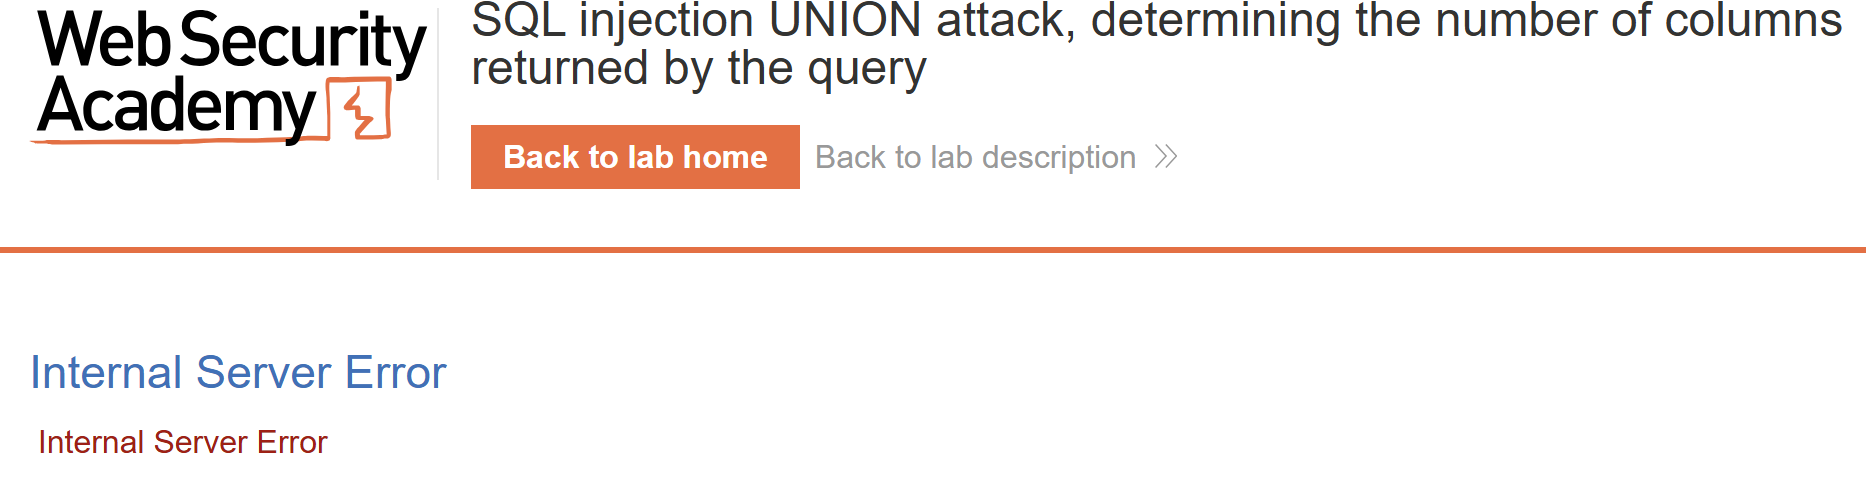 Web Security
Academy
SQL injection UNION attack, determining the number of columns
returned by the query
Back to lab home
Back to lab description
Internal Server Error
Internal Server Error